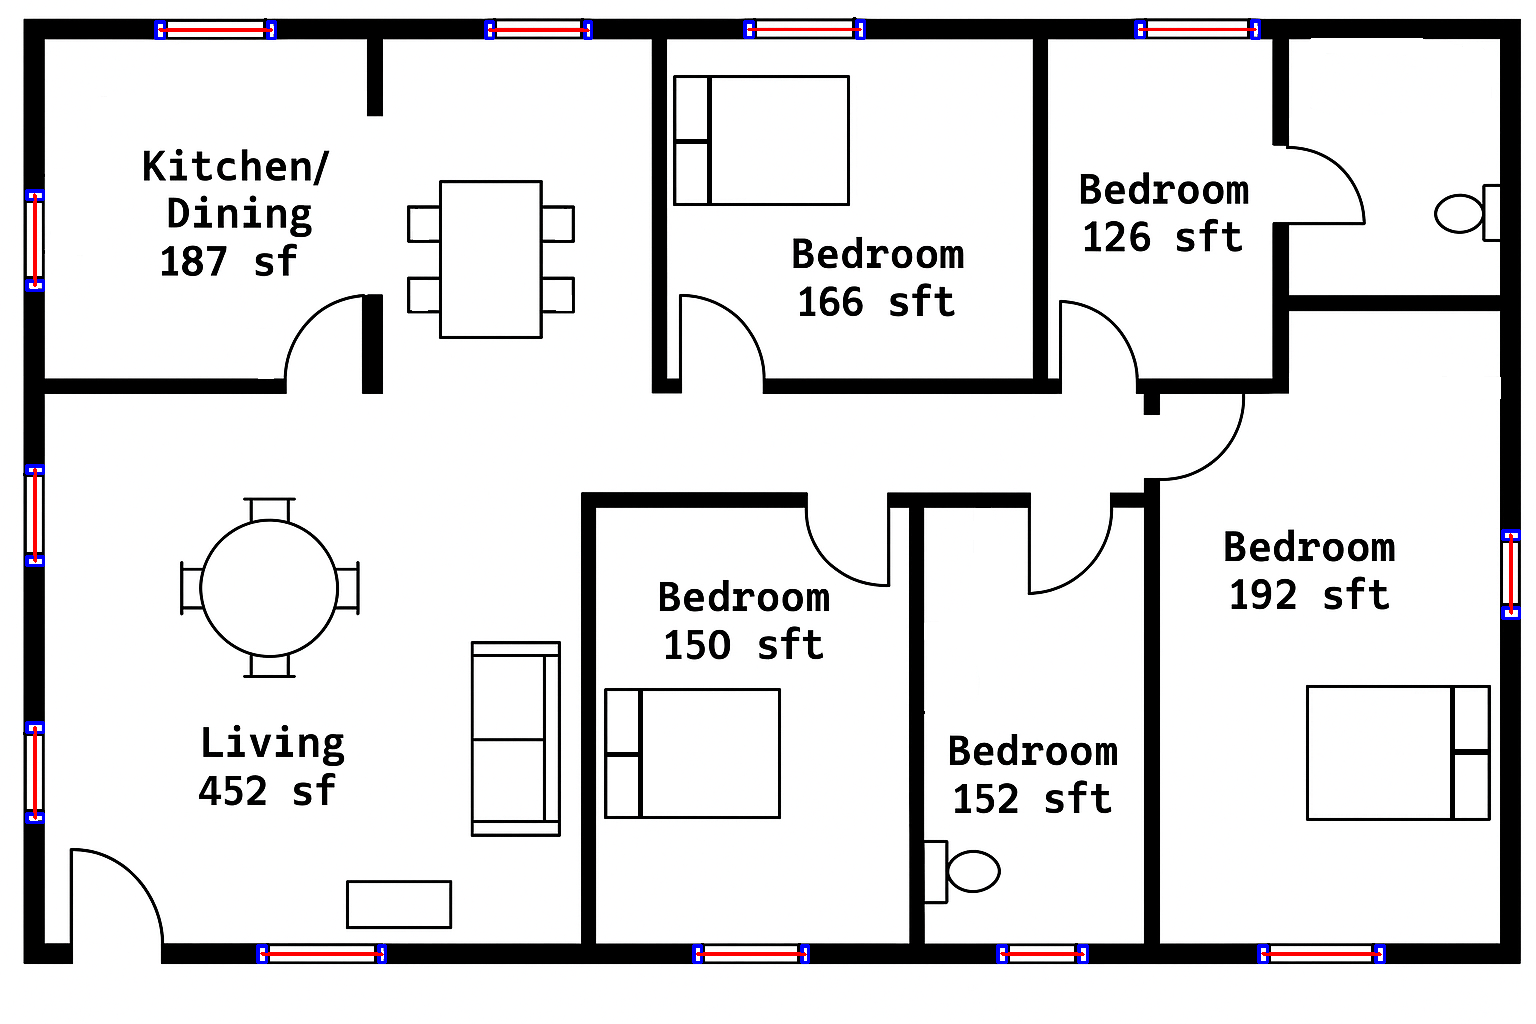 Kitchen/
Dining
187 sf
Bedroom
166 sft
Bedroom
126 sft
Bedroom
192 sft
Bedroom
150 sft
Bedroom
152 sft
Living
452 sf